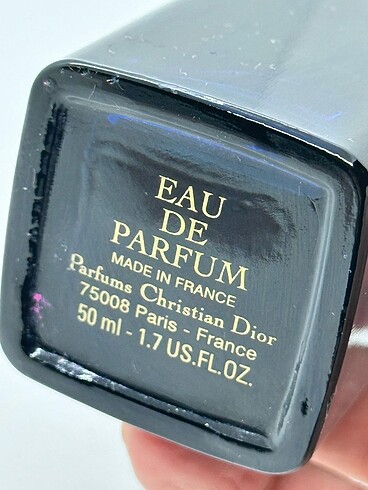 EAU
DE
PARFUM
MADE IN FRANCE
Parfums Christian Dior
75008 Paris - France
50 ml - 1.7 US.FL.OZ.